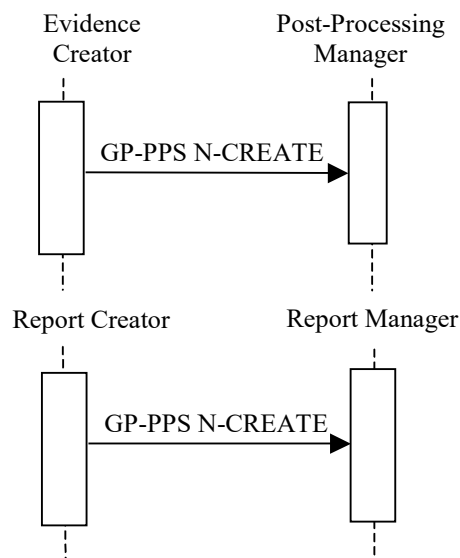 Evidence
Creator
Post-Processing
Manager
GP-PPS N-CREATE
Report Creator
Report Manager
GP-PPS N-CREATE